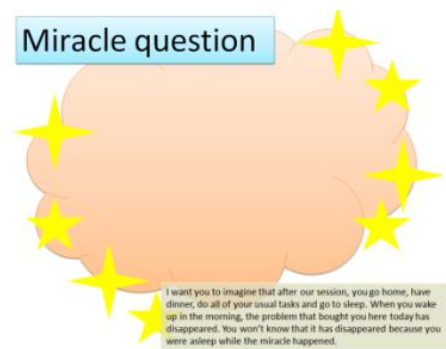 Miracle question
I want you to imagine that after our session, you go home, have
dinner, do all of your usual tasks and go to sleep. When you wake
up in the morning, the problem that bought you here today has
disappeared. You won't know that it has disappeared because you
were asleep while the miracle happened.